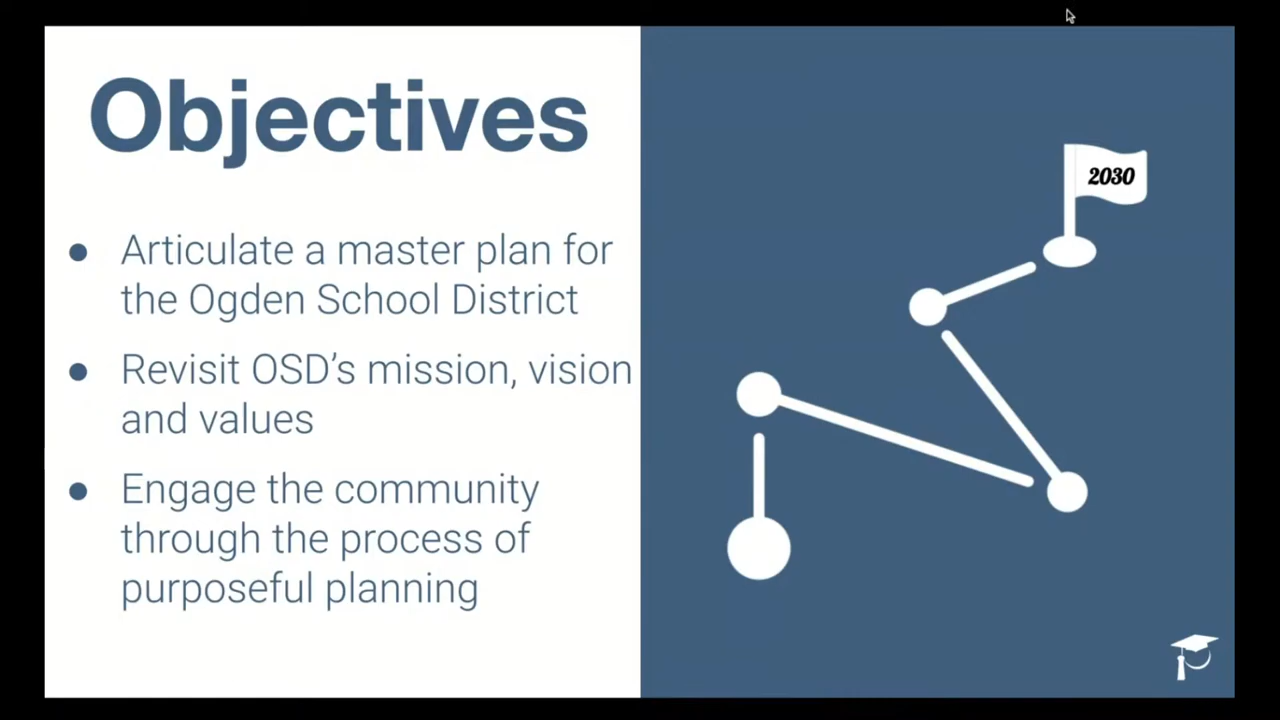 Objectives
● Articulate a master plan for
the Ogden School District
● Revisit OSD’s mission, vision
and values
● Engage the community
through the process of
purposeful planning
2030